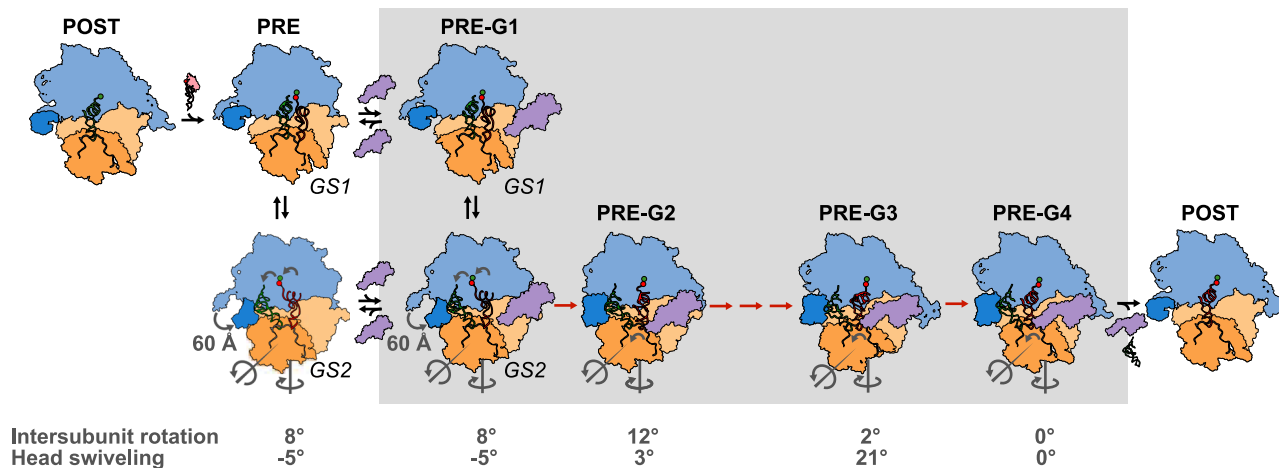 POST PRE PRE-G1
GS1 GS1
PRE-G2 PRE-G3 PRE-G4 POST
60 Å 60 Å
GS2 GS2
Intersubunit rotation 8° 8° 12° 2° 0°
Head swiveling -5° -5° 3° 21° 0°